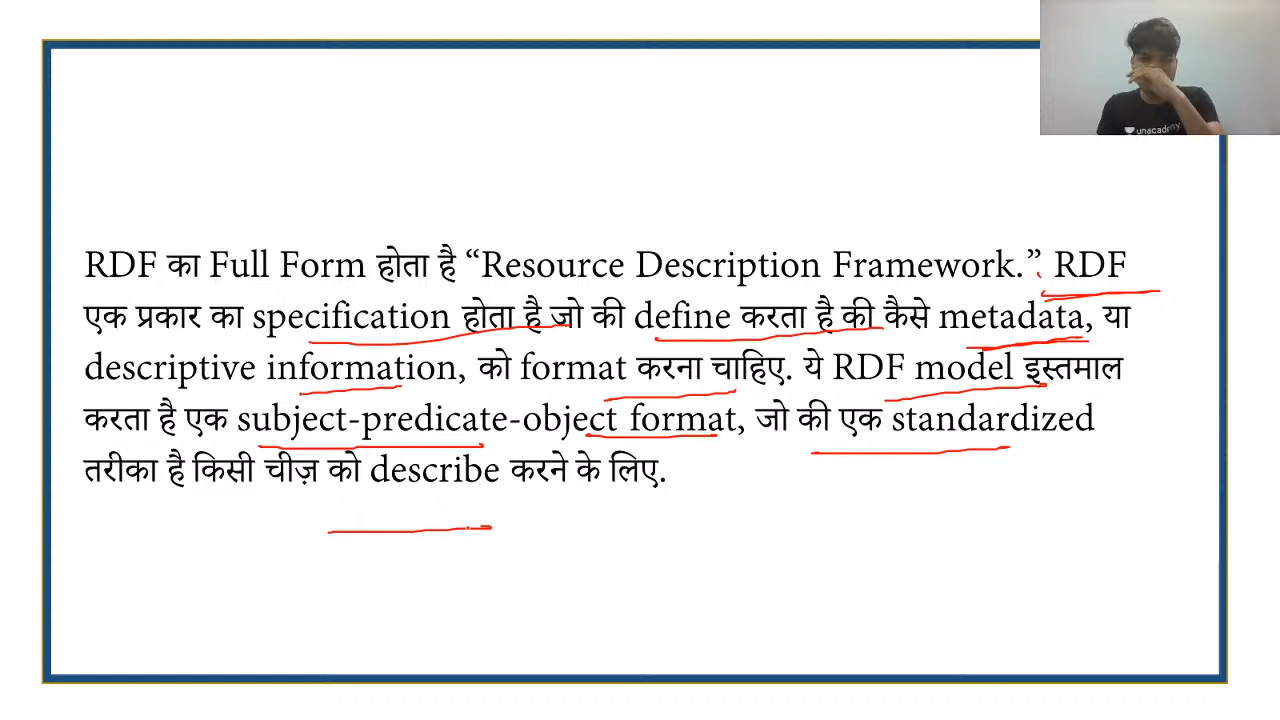 unacademy
RDF का Full Form होता है “Resource Description Framework.” RDF
एक प्रकार का specification होता है जो की define करता है की कैसे metadata, या
descriptive information, को format करना चाहिए. ये RDF model इस्तमाल
करता है एक subject-predicate-object format, जो की एक standardized
तरीका है किसी चीज़ को describe करने के लिए.